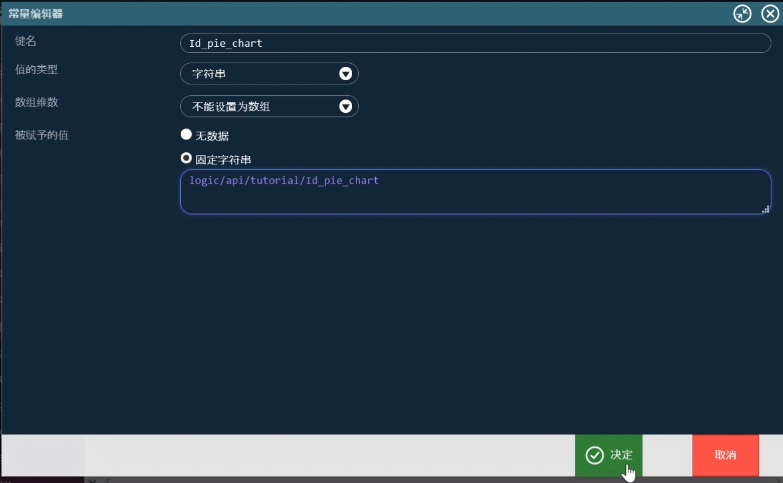 常量编辑器
键名
Id_pie_chart
值的类型
字符串
数组维数
不能设置为数组
被赋予的值
无数据
固定字符串
logic/api/tutorial/Id_pie_chart
决定
取消